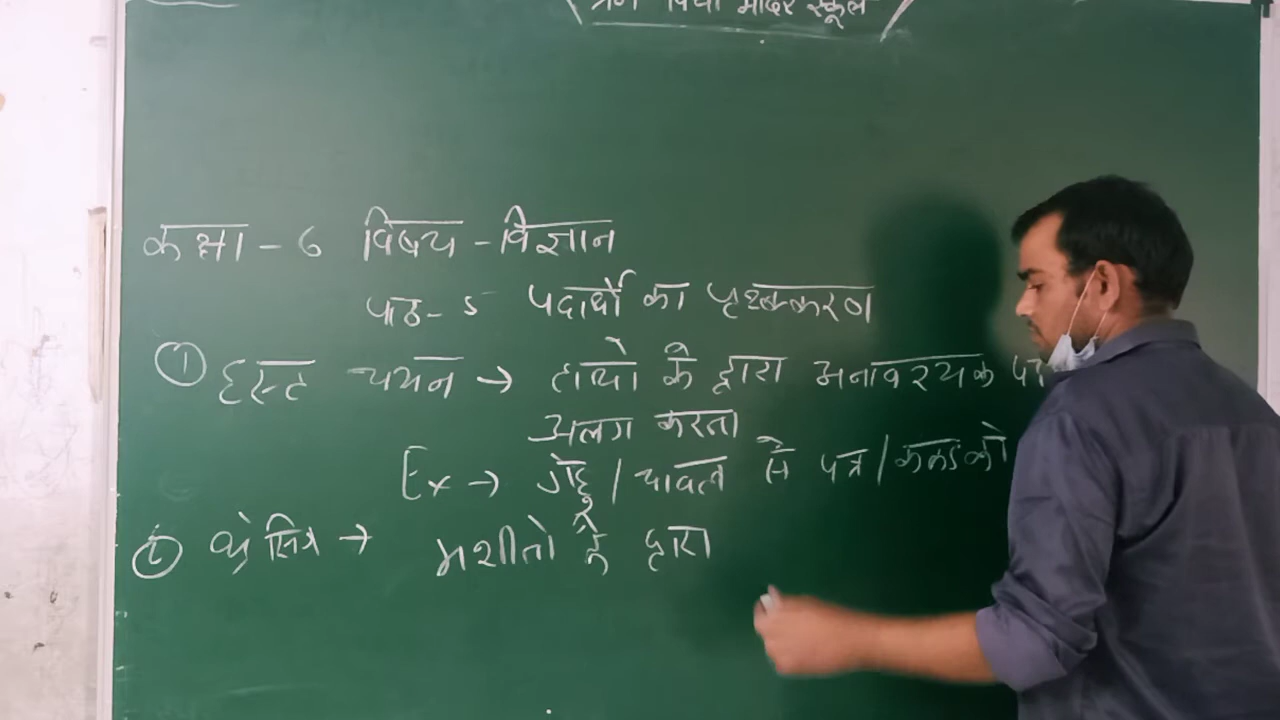 विद्या मंदिर स्कूल
कक्षा - 6 विषय - विज्ञान
पाठ - 5 पदार्थों का पृथक्करण
① हस्त चयन → हाथो के द्वारा अनावश्यक
अलग करता
Ex → गेहूं / चावल से पत्र / कंकड को
② थ्रेसिंग → मशीनो के द्वारा